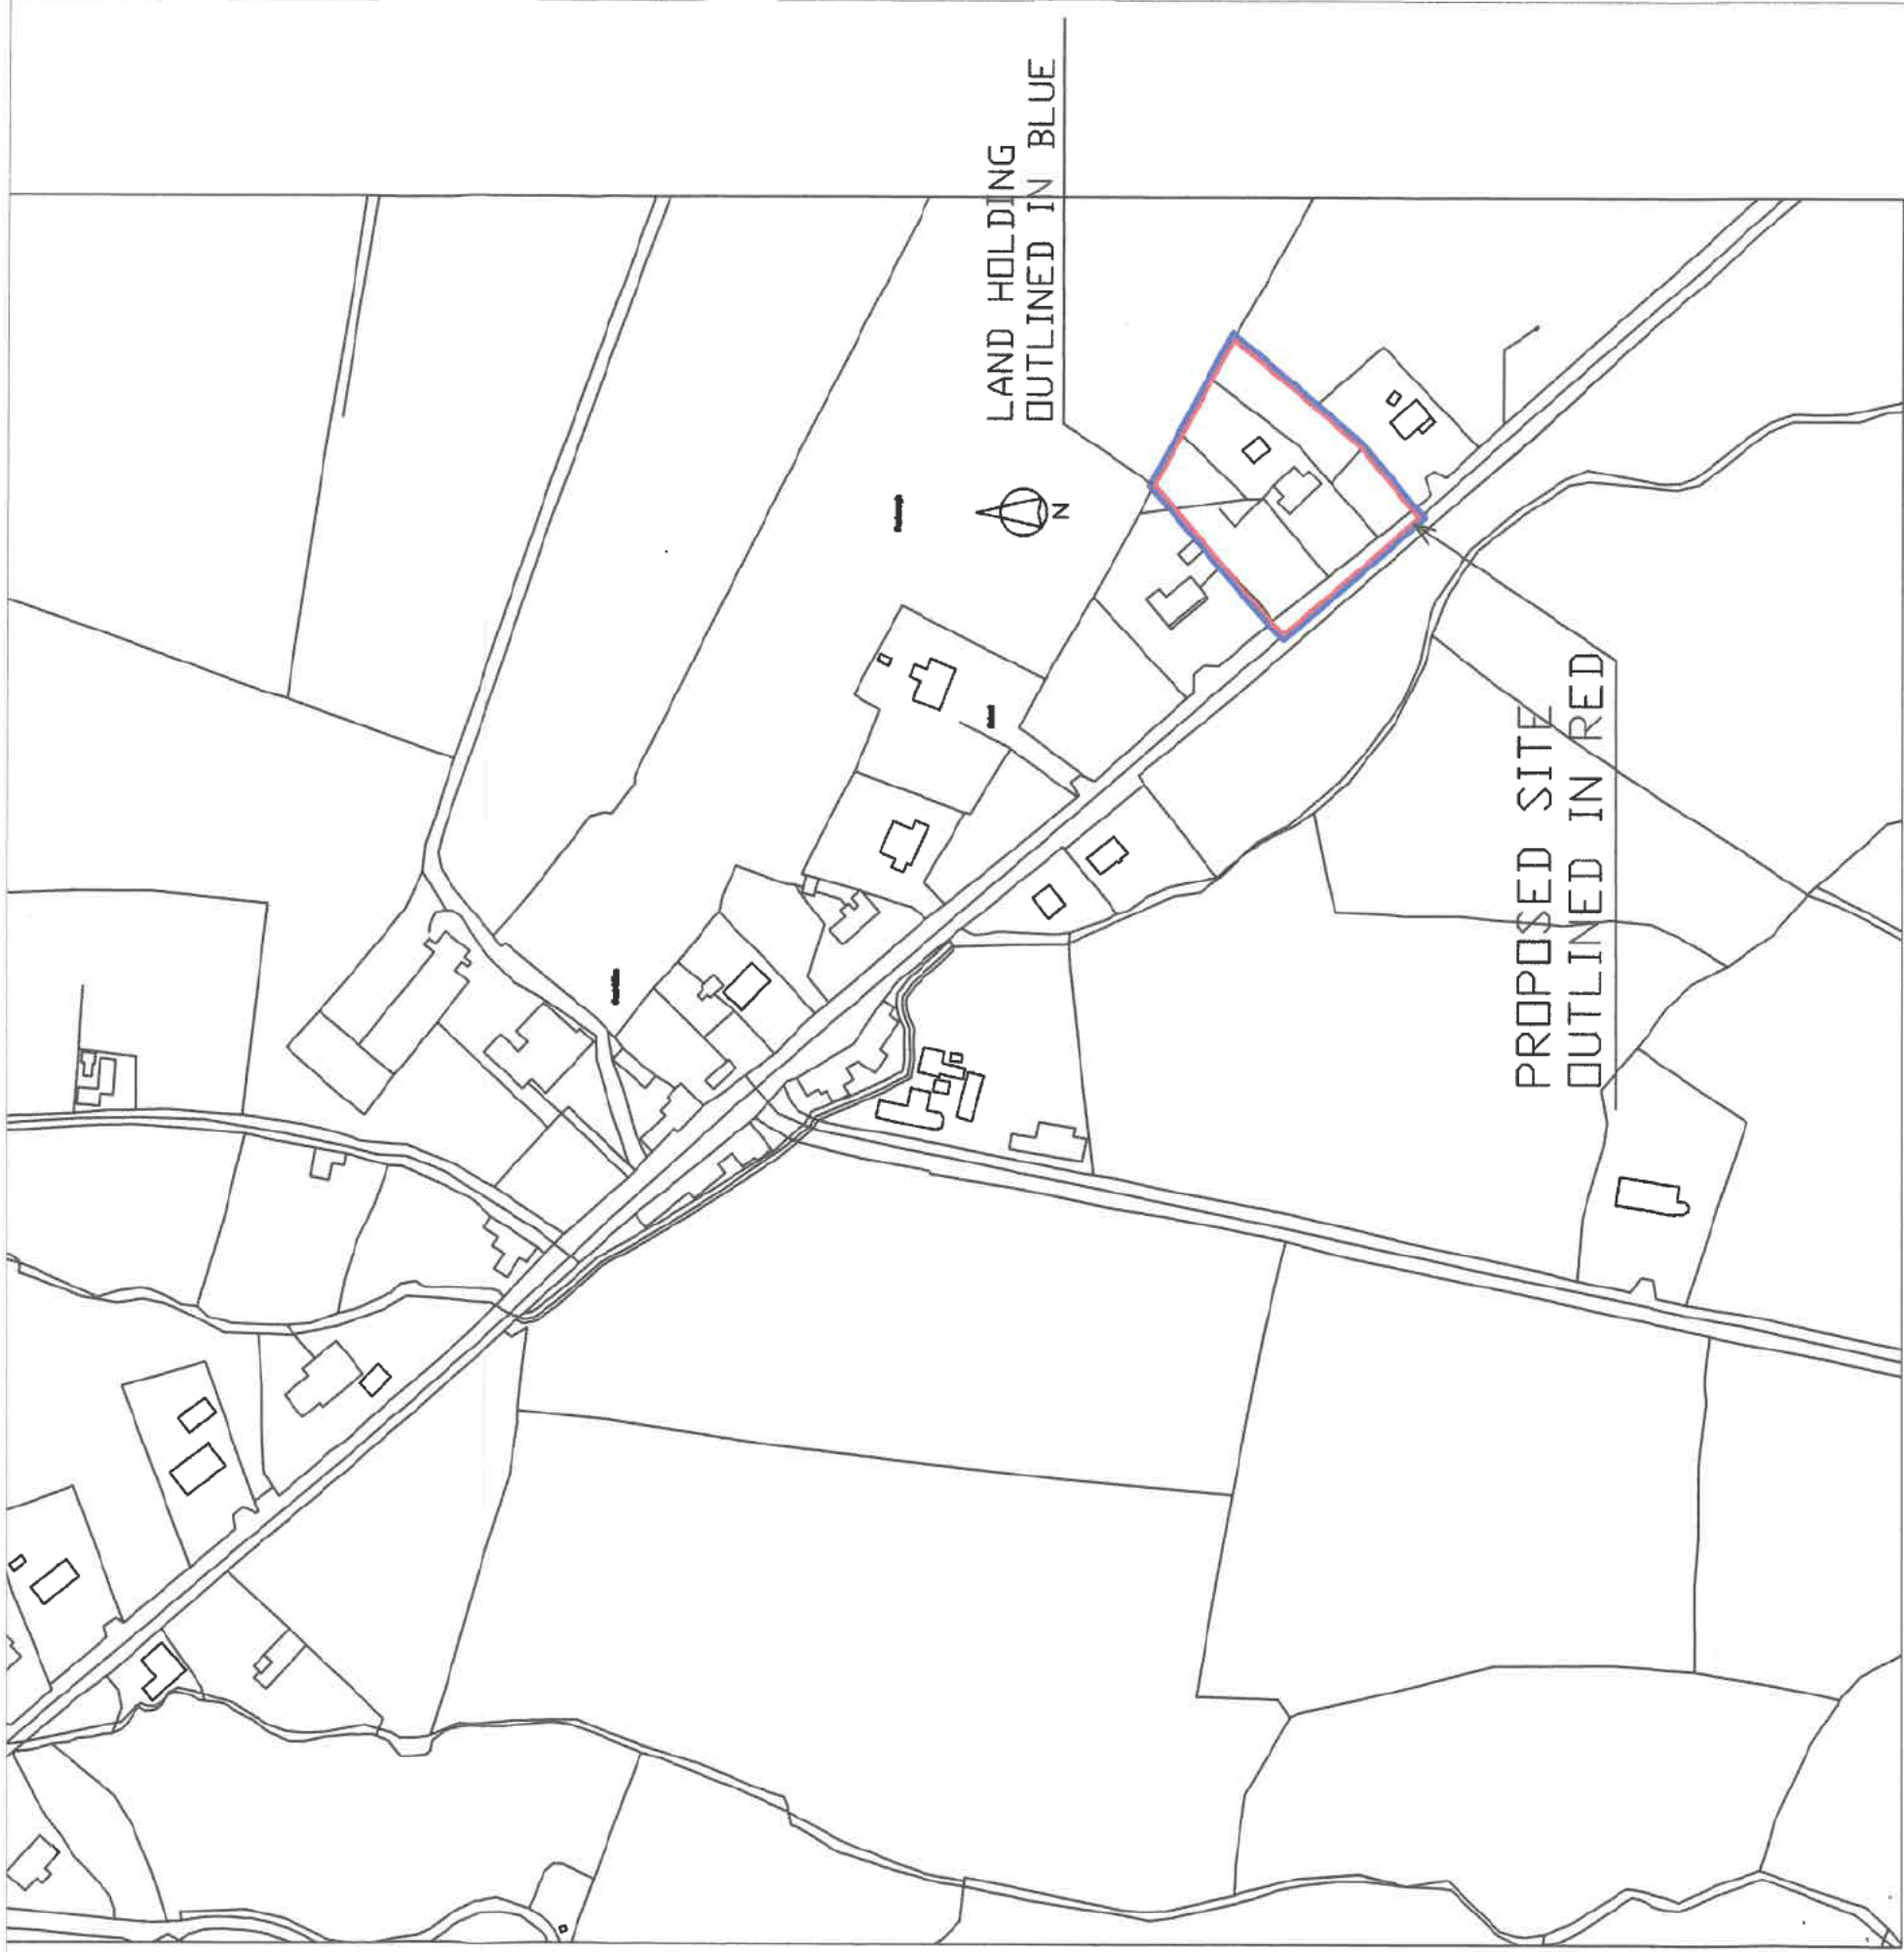 LAND HOLDING
OUTLINED IN BLUE
N
PROPOSED SITE
OUTLINED IN RED